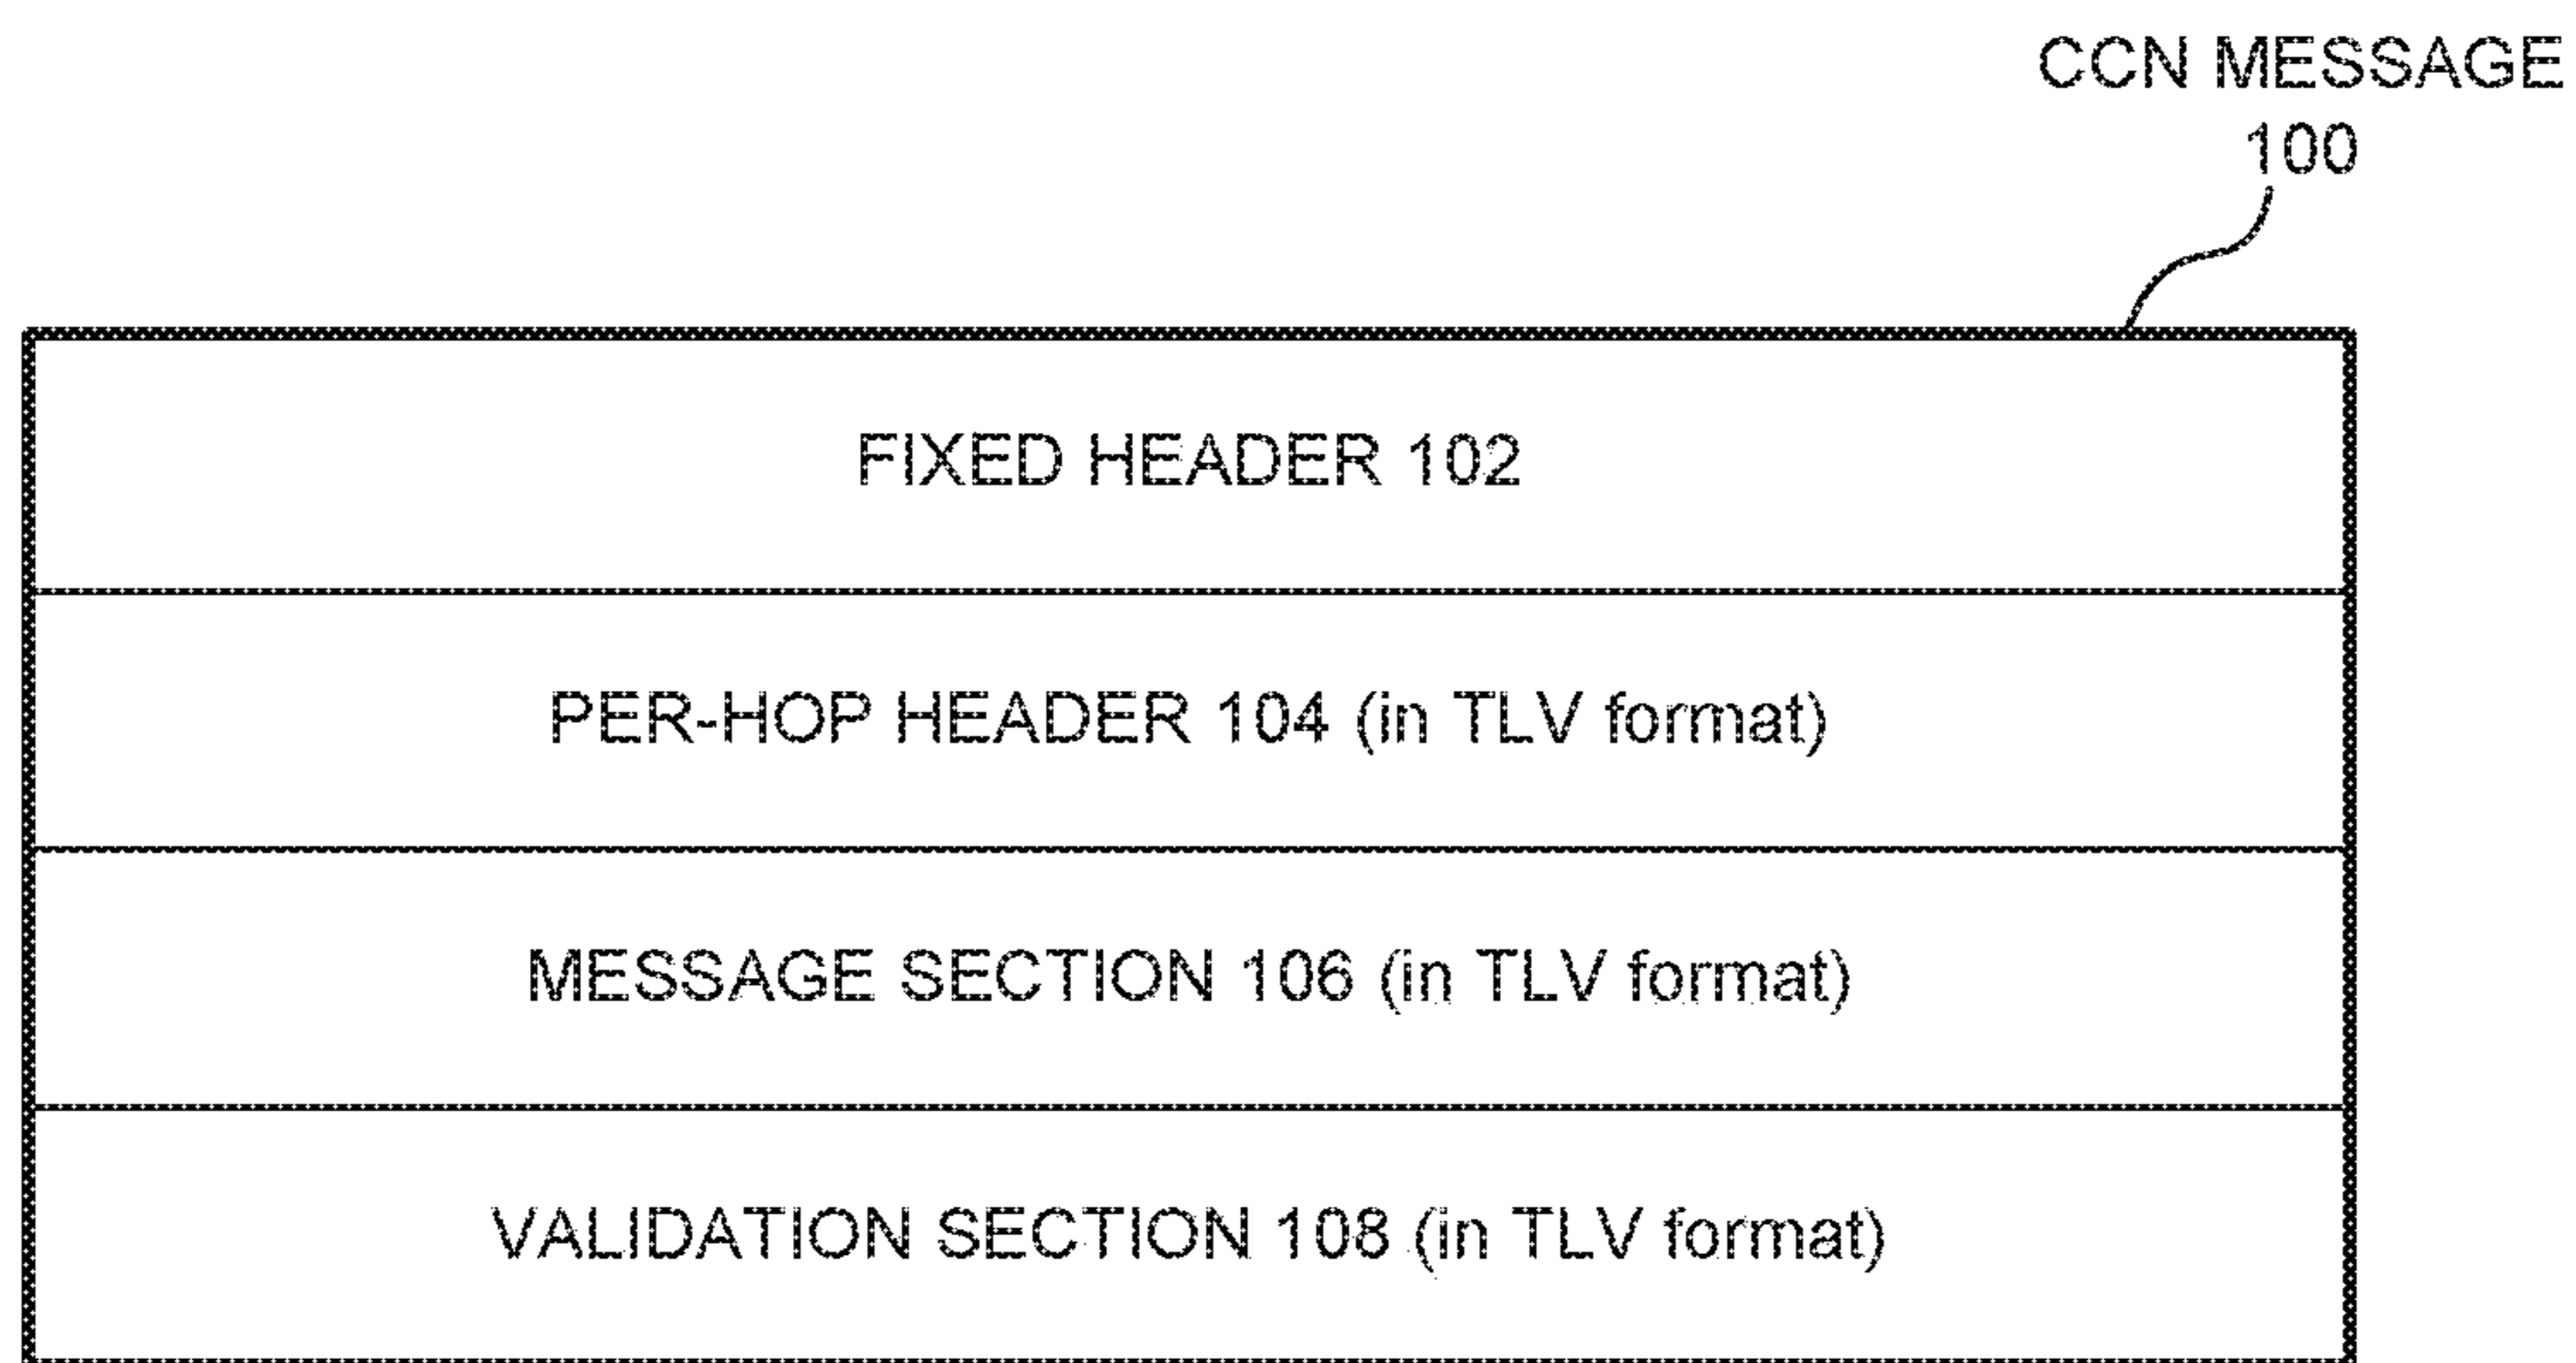 CCN MESSAGE
100
FIXED HEADER 102
PER-HOP HEADER 104 (in TLV format)
MESSAGE SECTION 106 (in TLV format)
VALIDATION SECTION 108 (in TLV format)